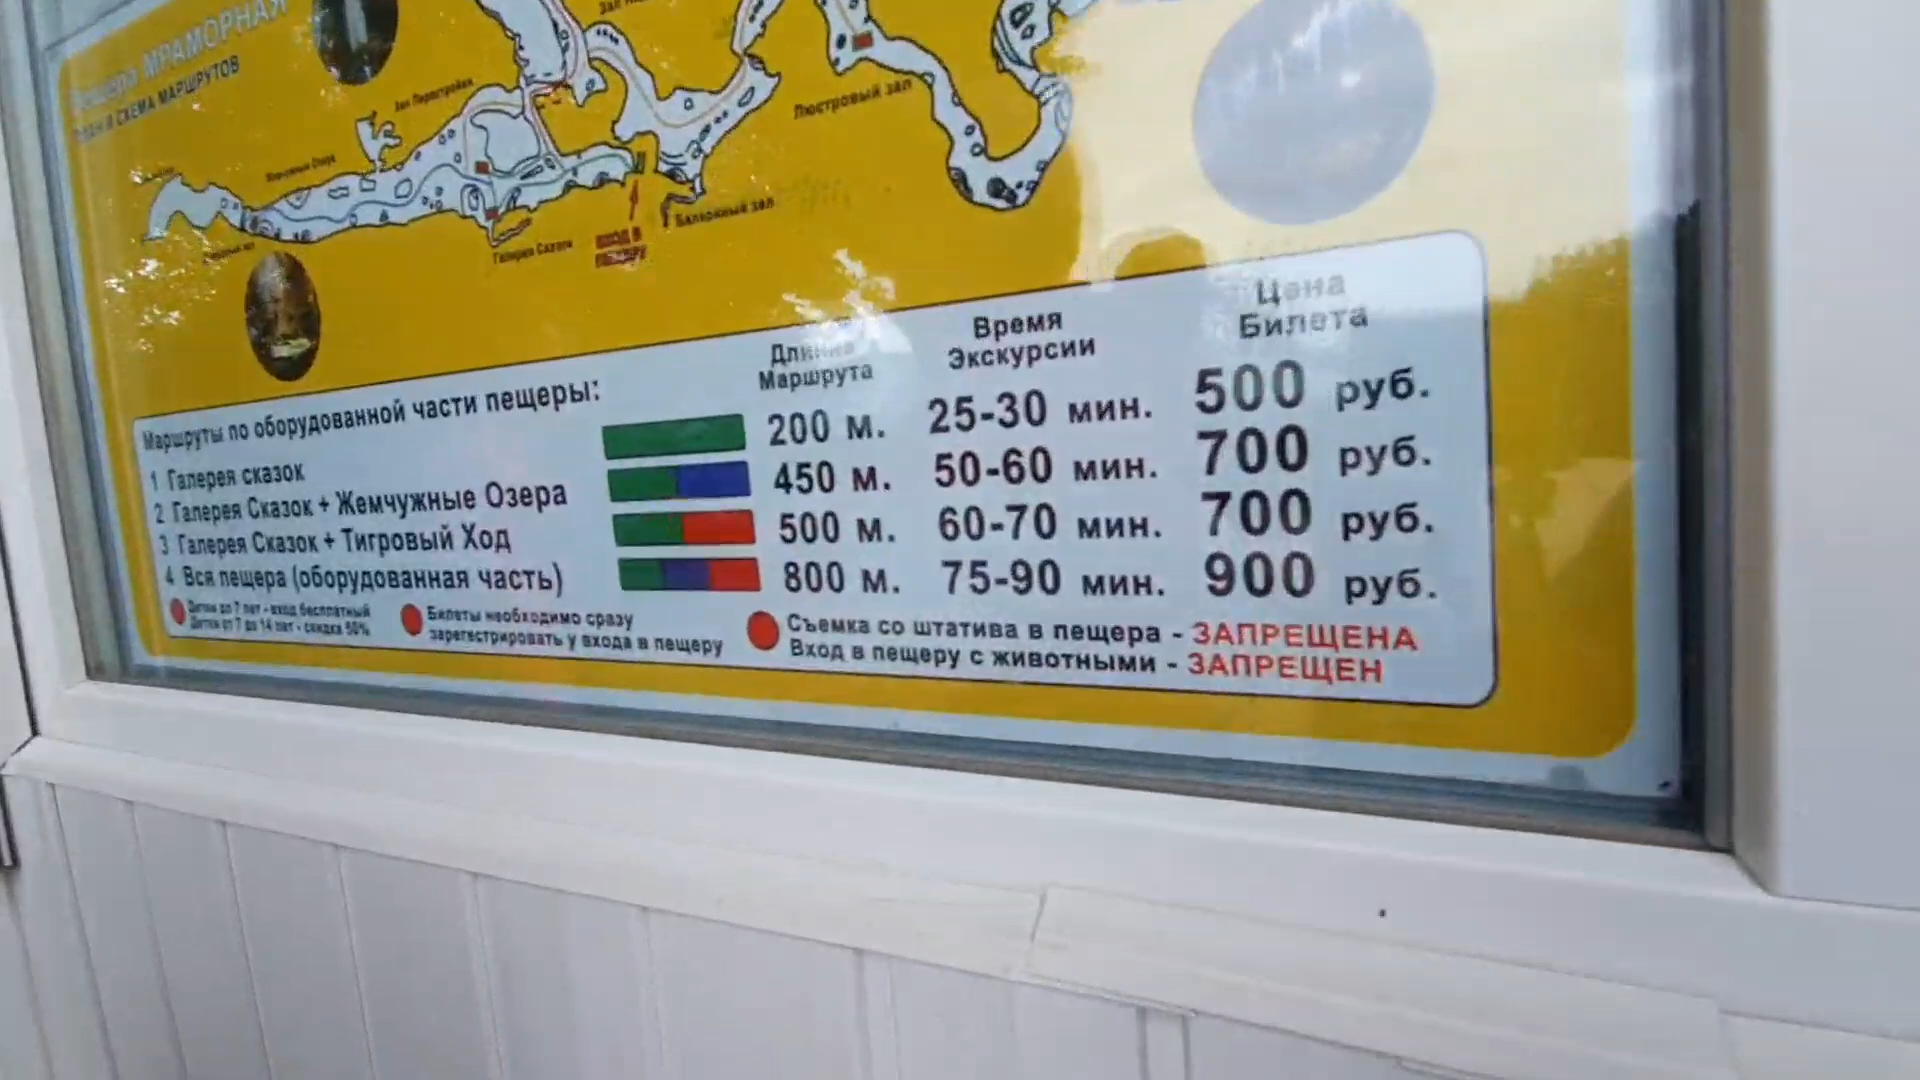 МРАМОРНАЯ
СХЕМА МАРШРУТОВ
Зал Перестройки
Люстровый зал
Балконный зал
Галерея Сказок
ВХОД В
ПЕЩЕРУ
Маршруты по оборудованной части пещеры:
Длина
Маршрута
Время
Экскурсии
Цена
Билета
1 Галерея сказок 200 м. 25-30 мин. 500 руб.
2 Галерея Сказок + Жемчужные Озера 450 м. 50-60 мин. 700 руб.
3 Галерея Сказок + Тигровый Ход 500 м. 60-70 мин. 700 руб.
4 Вся пещера (оборудованная часть) 800 м. 75-90 мин. 900 руб.
Детям до 7 лет - вход бесплатный
Детям от 7 до 14 лет - скидка 50%
Билеты необходимо сразу
зарегестрировать у входа в пещеру
Съемка со штатива в пещера - ЗАПРЕЩЕНА
Вход в пещеру с животными - ЗАПРЕЩЕН